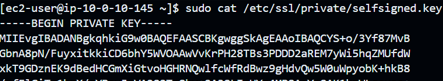 [ec2-user@ip-10-0-10-145 ~]$ sudo cat /etc/ssl/private/selfsigned.key
-----BEGIN PRIVATE KEY-----
MIIEvgIBADANBgkqhkiG9w0BAQEFAASCBKgwggSkAgEAAoIBAQCYS+o/3Yf87MvB
GbnA8pN/FuyxitkkiCD6bhY5WVOAAwVvKrPH28TBs3PDDD2aREM7yWi5hqZMUfdW
xkT9GDznEK9dBedHCGmXiGtvoHGHRNQwlfcWfRdBwz9gHdvQw5W0uWpyobK+hkB8